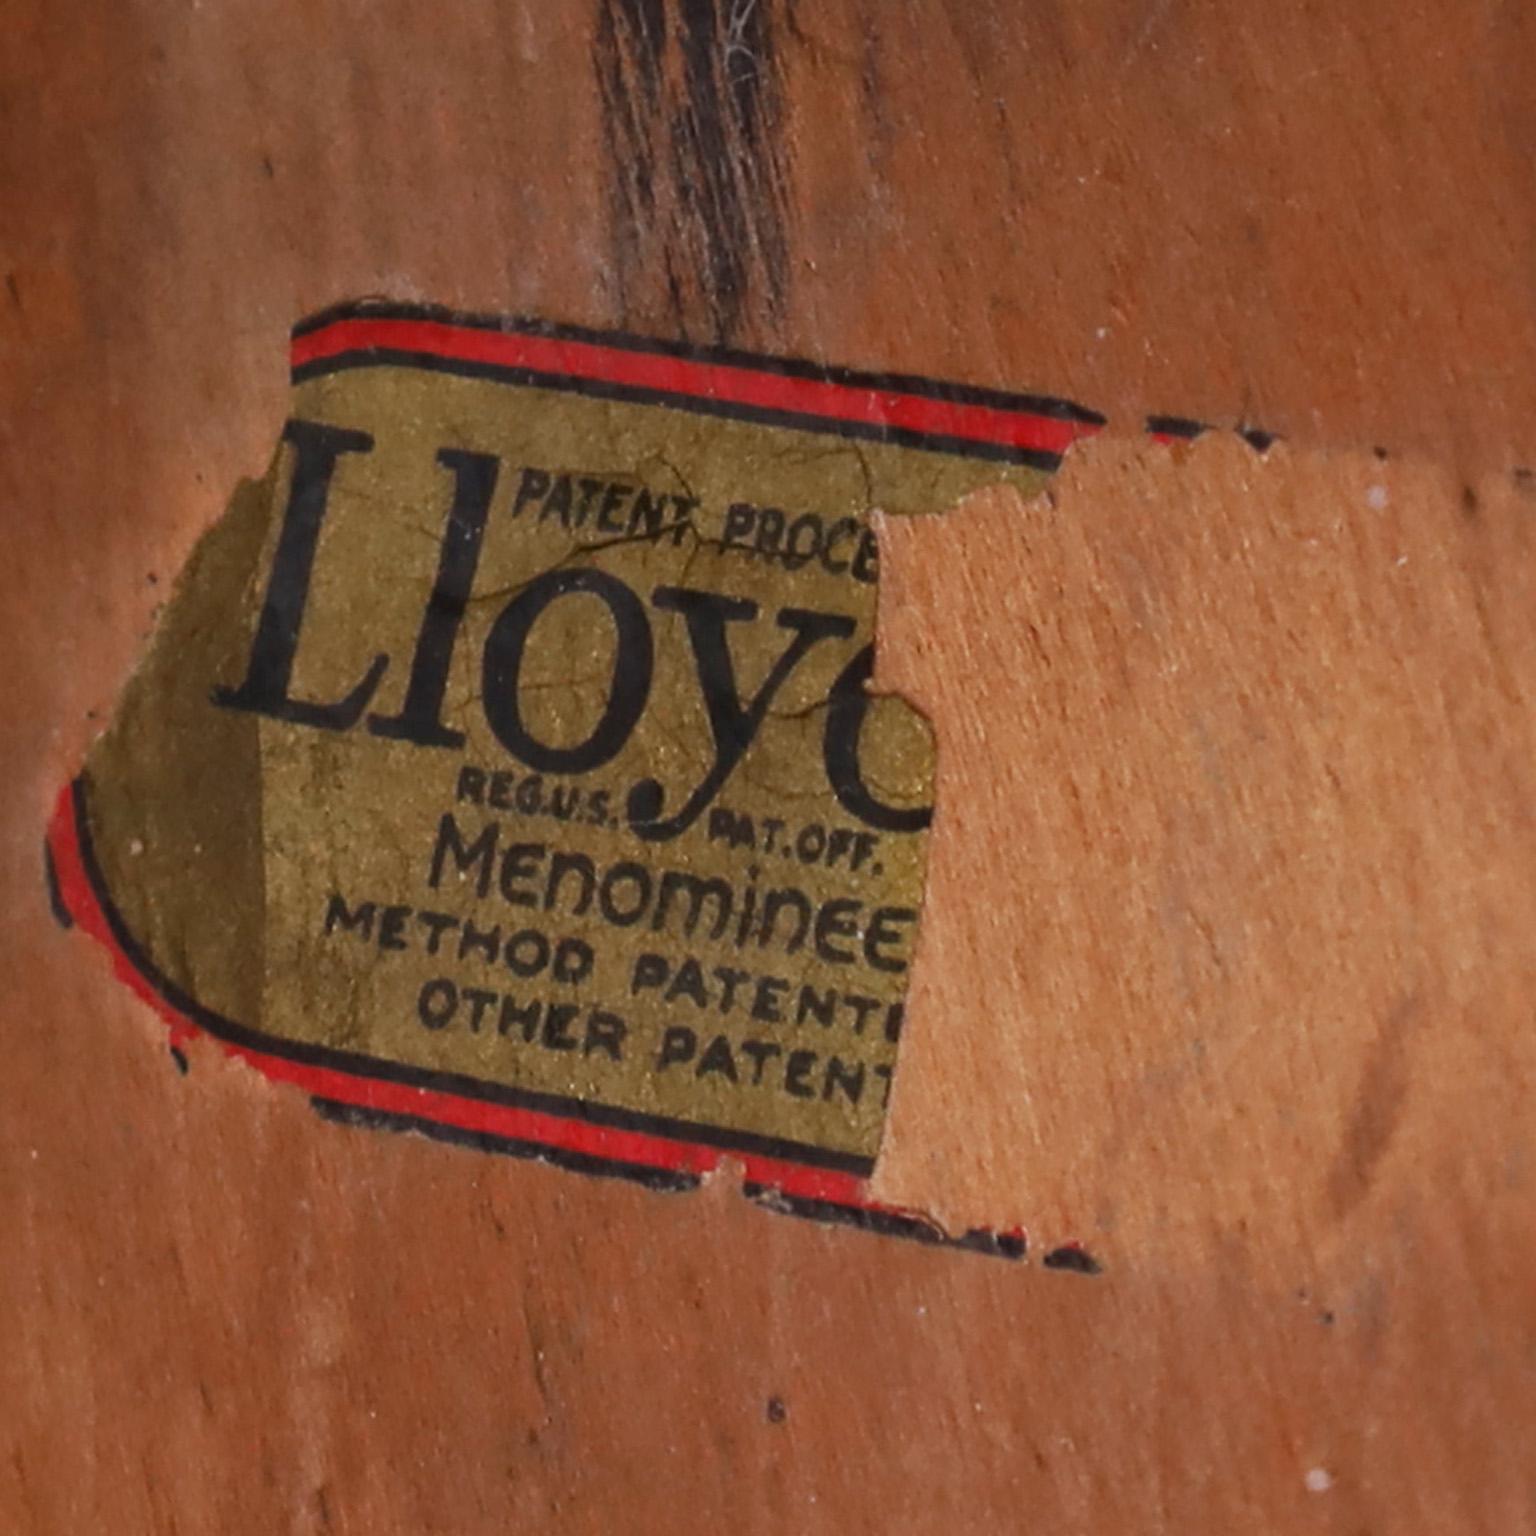 PATENT PROCE
Lloyd
REG.U.S. PAT.OFF.
Menominee
METHOD PATENTE
OTHER PATENT